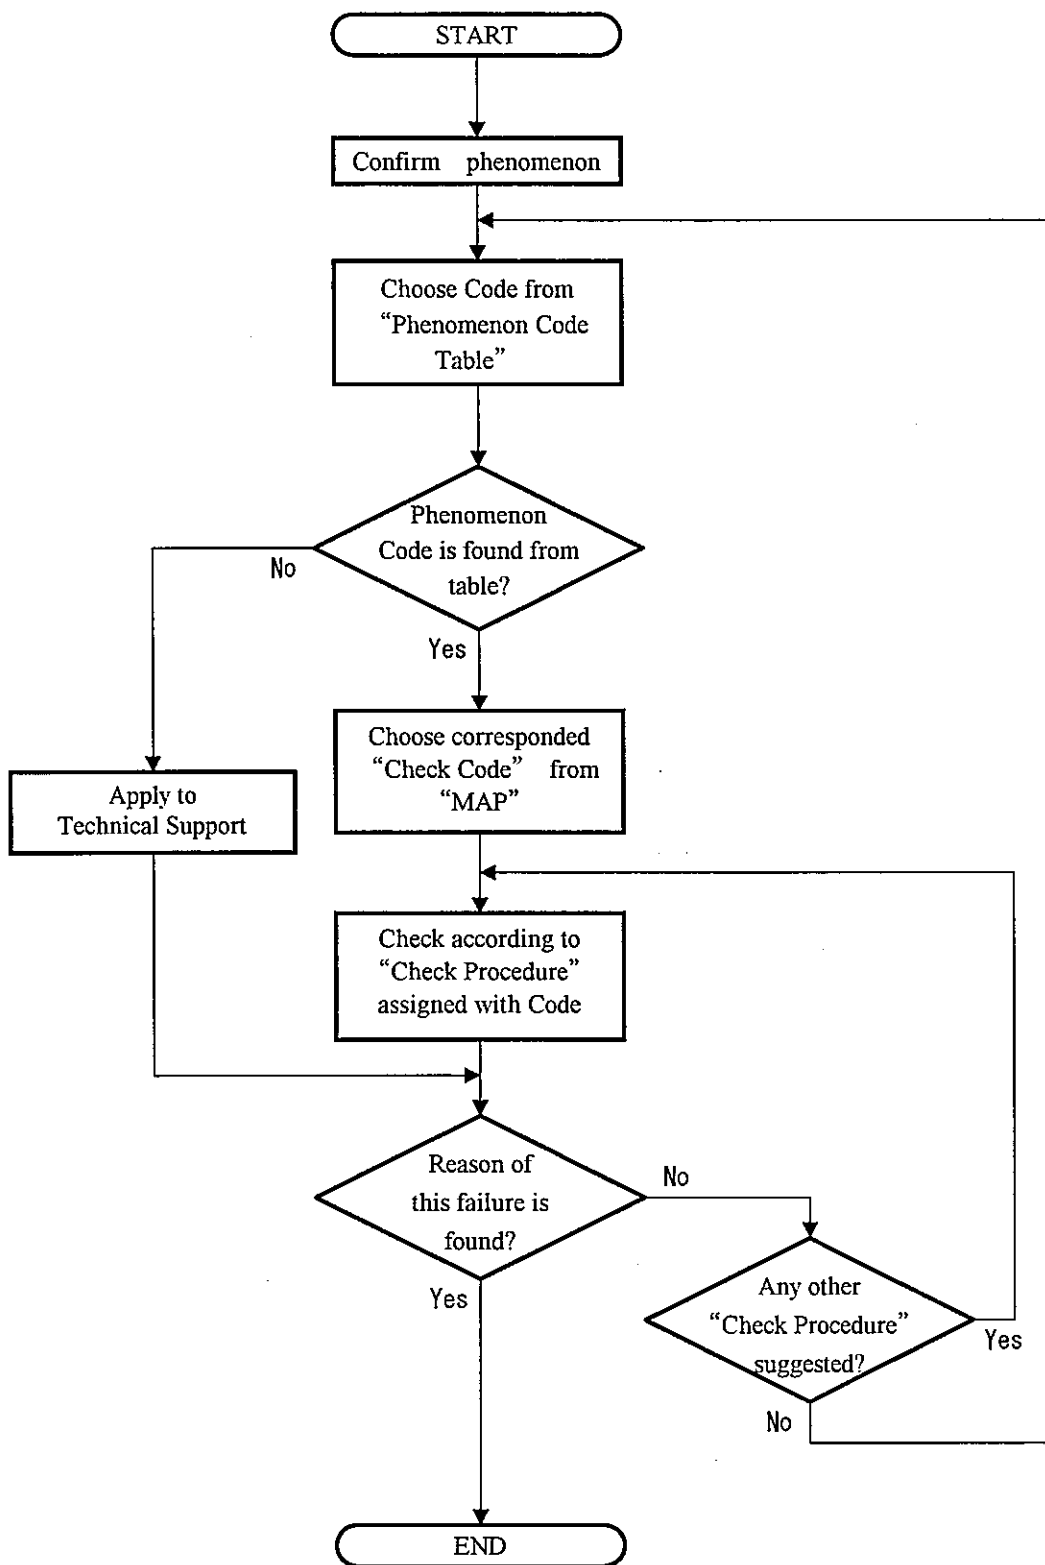 START
Confirm phenomenon
Choose Code from
“Phenomenon Code
Table”
Phenomenon
Code is found from
table?
No
Yes
Choose corresponded
“Check Code” from
“MAP”
Apply to
Technical Support
Check according to
“Check Procedure”
assigned with Code
Reason of
this failure is
found?
No
Yes
Any other
“Check Procedure”
suggested?
Yes
No
END